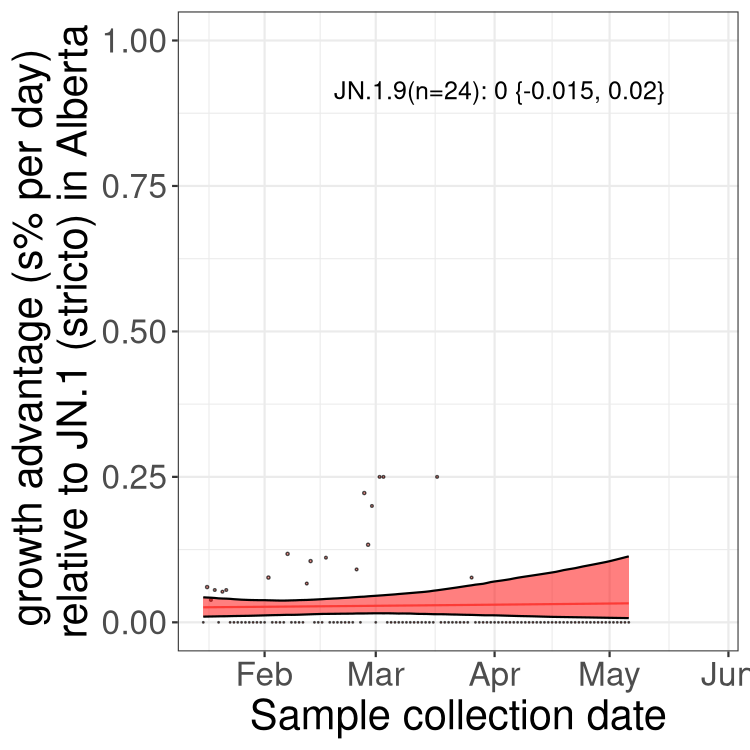 growth advantage (s% per day)
relative to JN.1 (stricto) in Alberta
1.00
0.75
0.50
0.25
0.00
JN.1.9(n=24): 0 {-0.015, 0.02}
Feb Mar Apr May Jun
Sample collection date